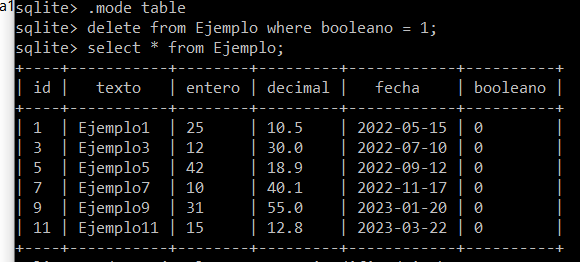 a1
sqlite> .mode table
sqlite> delete from Ejemplo where booleano = 1;
sqlite> select * from Ejemplo;
+----+-----------+--------+---------+------------+----------+
| id |   texto   | entero | decimal |   fecha    | booleano |
+----+-----------+--------+---------+------------+----------+
| 1  | Ejemplo1  | 25     | 10.5    | 2022-05-15 | 0        |
| 3  | Ejemplo3  | 12     | 30.0    | 2022-07-10 | 0        |
| 5  | Ejemplo5  | 42     | 18.9    | 2022-09-12 | 0        |
| 7  | Ejemplo7  | 10     | 40.1    | 2022-11-17 | 0        |
| 9  | Ejemplo9  | 31     | 55.0    | 2023-01-20 | 0        |
| 11 | Ejemplo11 | 15     | 12.8    | 2023-03-22 | 0        |
+----+-----------+--------+---------+------------+----------+